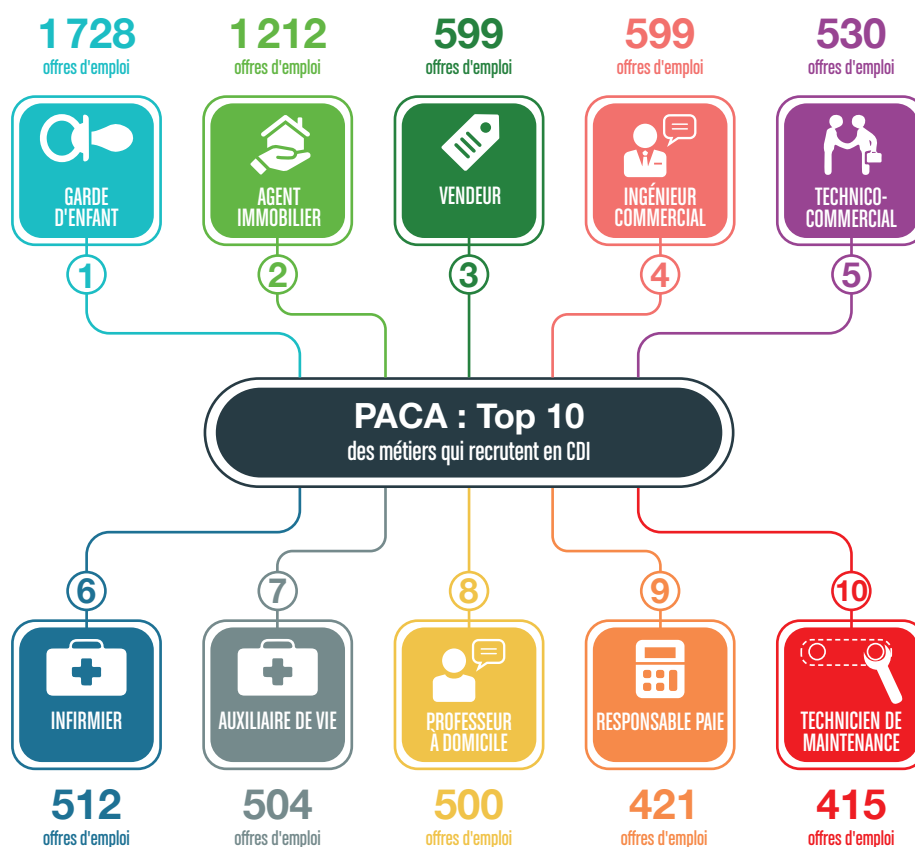 1 728
offres d'emploi
1 212
offres d'emploi
599
offres d'emploi
599
offres d'emploi
530
offres d'emploi
GARDE
D'ENFANT
AGENT
IMMOBILIER
VENDEUR
INGÉNIEUR
COMMERCIAL
TECHNICO-
COMMERCIAL
1
2
3
4
5
PACA : Top 10
des métiers qui recrutent en CDI
6
7
8
9
10
INFIRMIER
AUXILIAIRE DE VIE
PROFESSEUR
À DOMICILE
RESPONSABLE PAIE
TECHNICIEN DE
MAINTENANCE
512
offres d'emploi
504
offres d'emploi
500
offres d'emploi
421
offres d'emploi
415
offres d'emploi